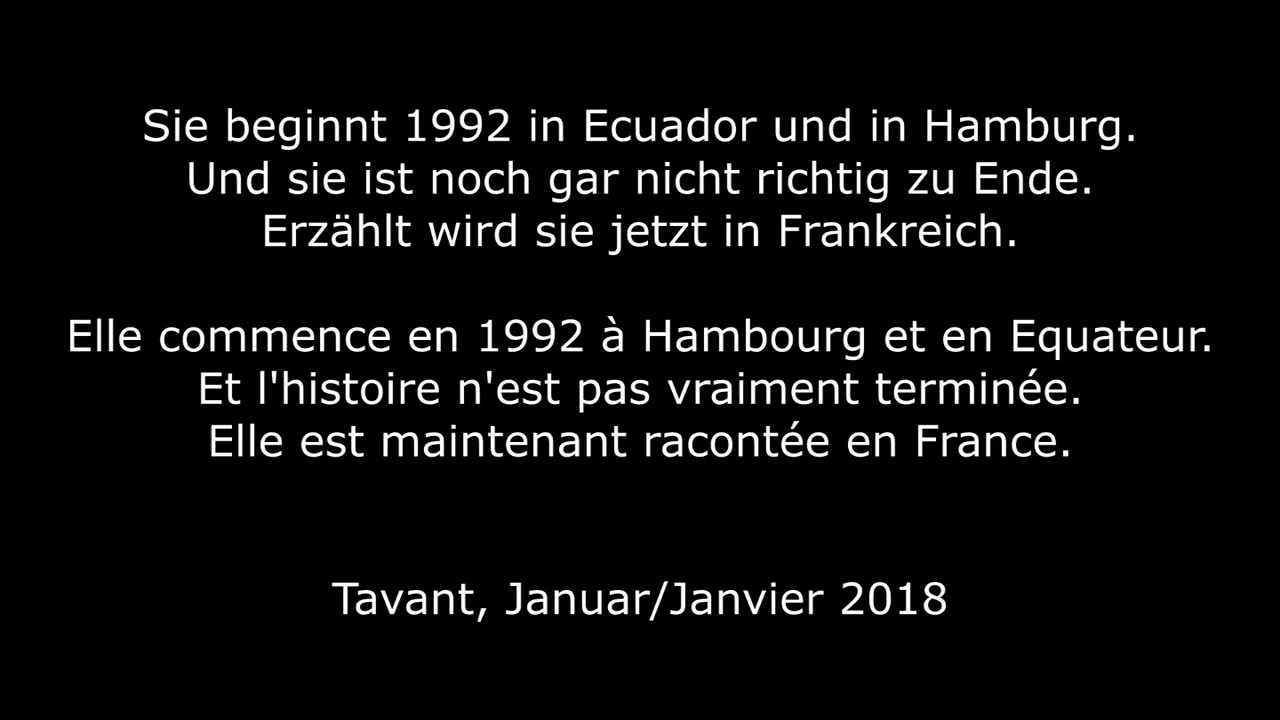 Sie beginnt 1992 in Ecuador und in Hamburg.
Und sie ist noch gar nicht richtig zu Ende.
Erzählt wird sie jetzt in Frankreich.
Elle commence en 1992 à Hambourg et en Equateur.
Et l'histoire n'est pas vraiment terminée.
Elle est maintenant racontée en France.
Tavant, Januar/Janvier 2018